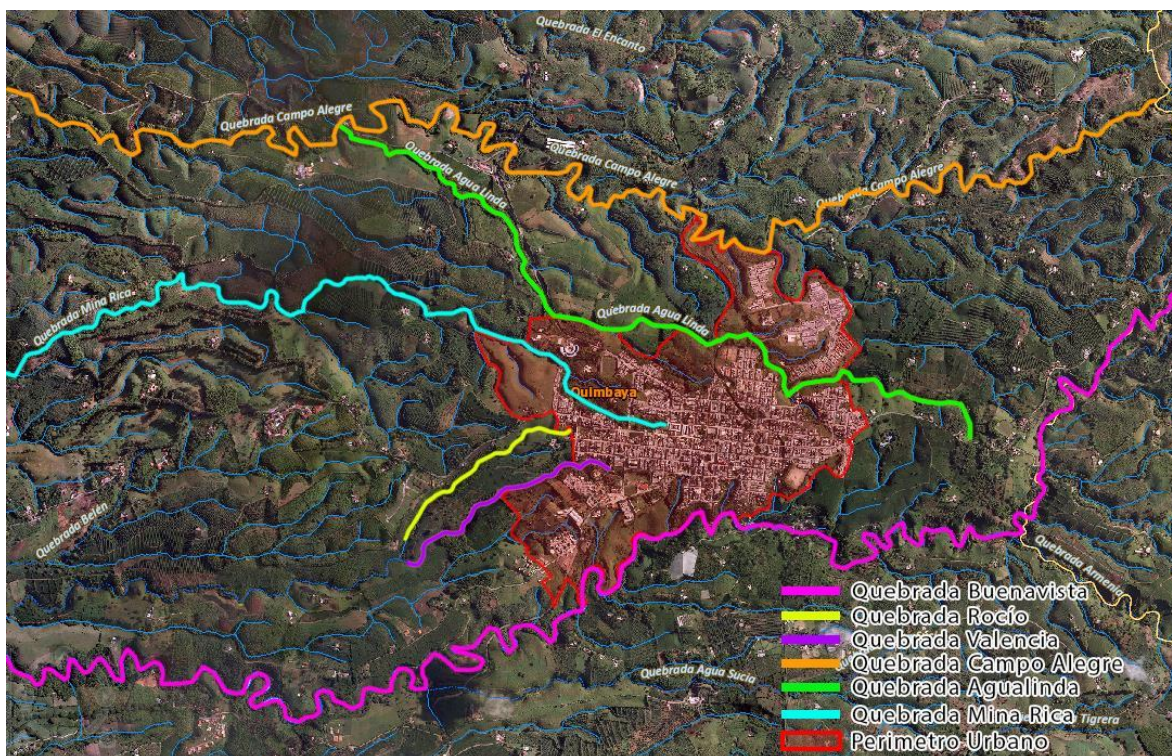 Quebrada El Encanto
Quebrada Campo Alegre
Quebrada Agua Linda
Quebrada Campo Alegre
Quebrada Campo Alegre
Quebrada Mina Rica
Quebrada Agua Linda
Quimbaya
Quebrada Belén
Quebrada Armenia
Quebrada Agua Sucia
Tigrera
Quebrada Buenavista
Quebrada Rocío
Quebrada Valencia
Quebrada Campo Alegre
Quebrada Agualinda
Quebrada Mina Rica
Perimetro Urbano